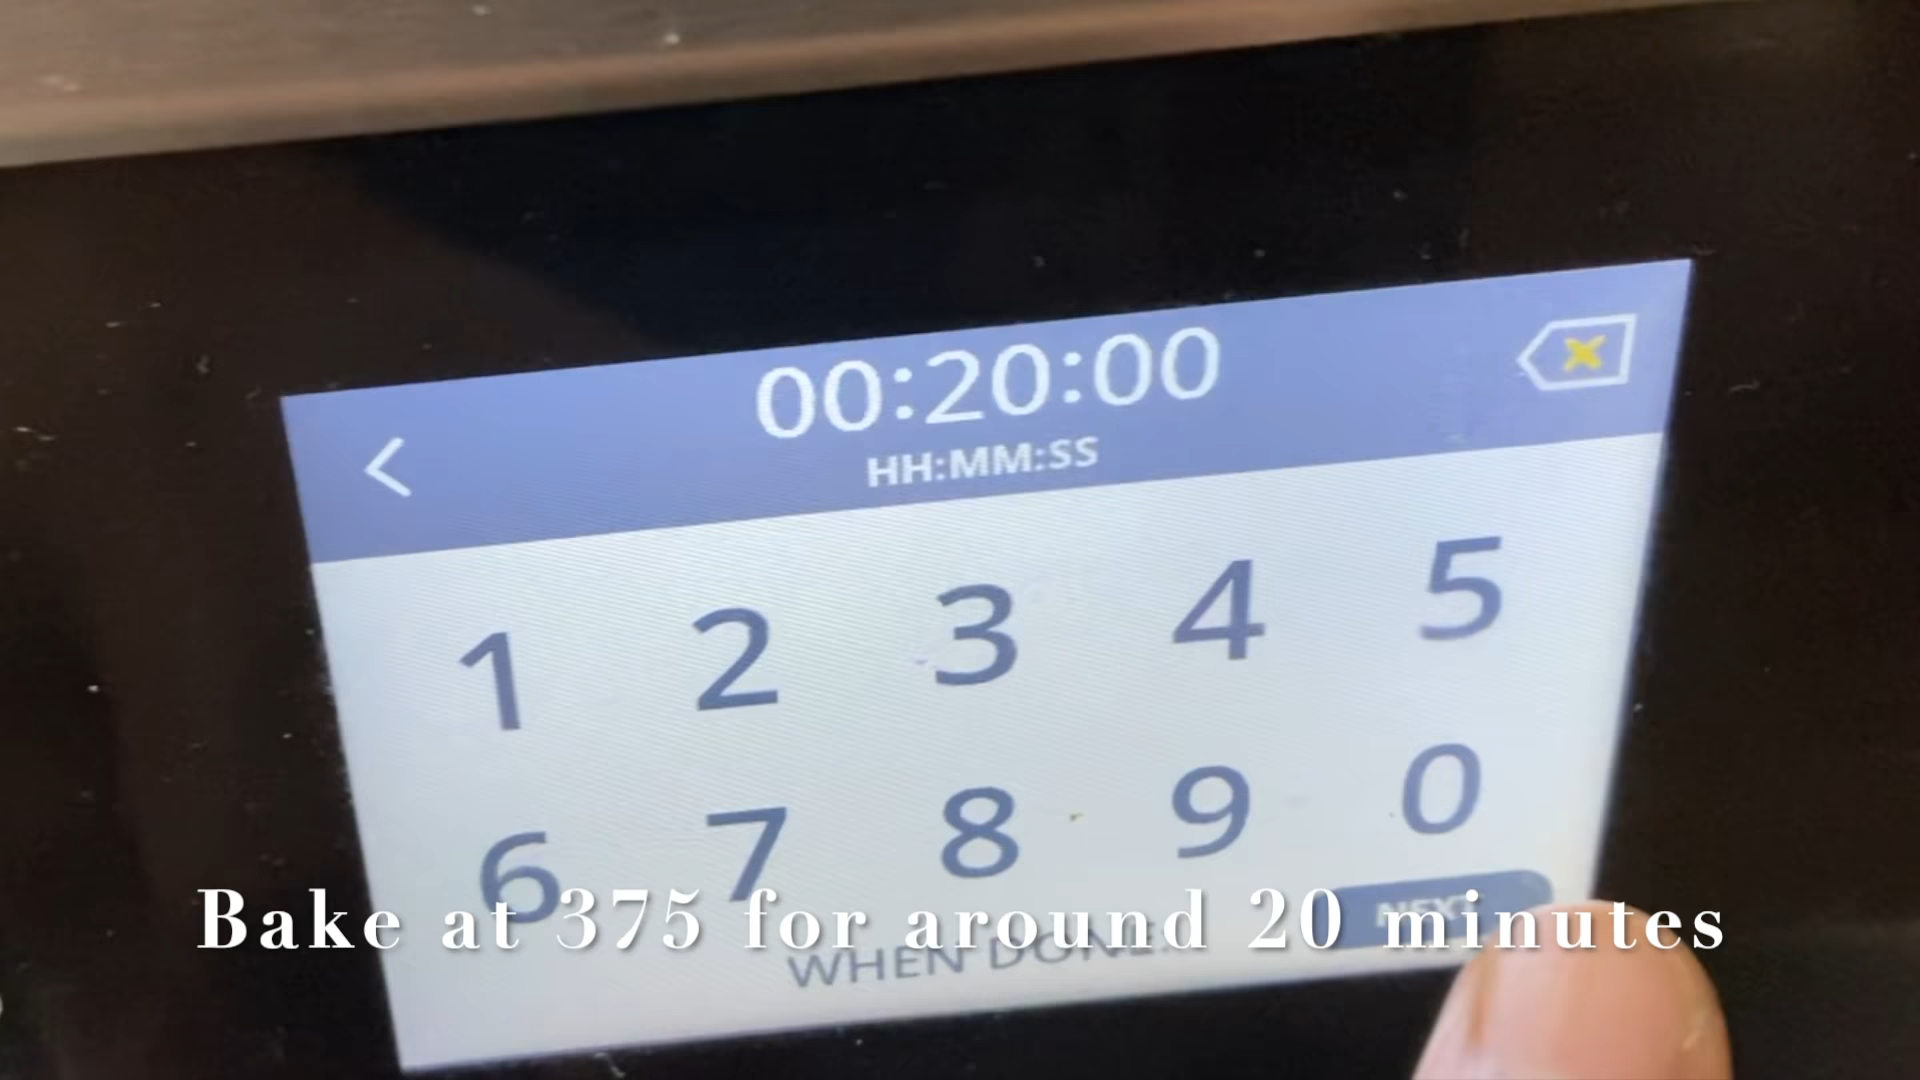 00:20:00
HH:MM:SS
1 2 3 4 5
6 7 8 9 0
NEXT
Bake at 375 for around 20 minutes
WHEN DONE...